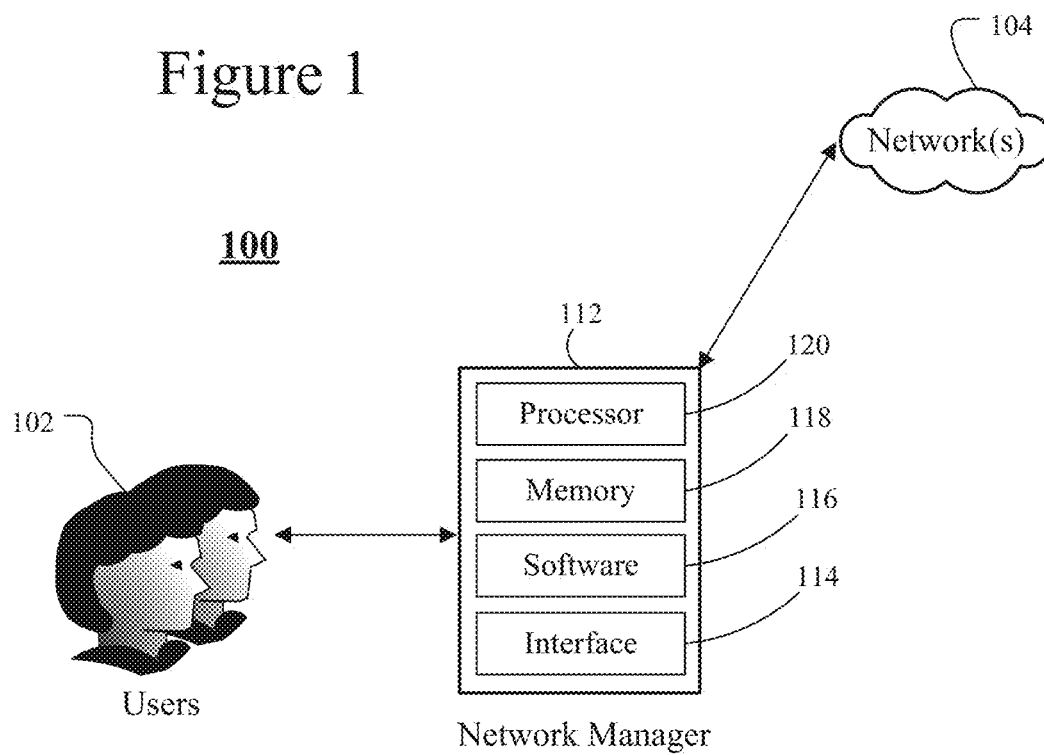 Figure 1
104
Network(s)
100
112
120
Processor
118
Memory
102
116
Software
114
Interface
Users
Network Manager